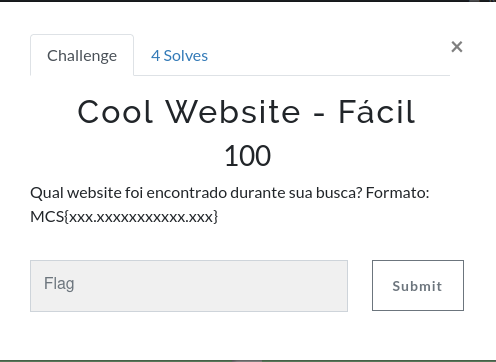 Challenge
4 Solves
×
Cool Website - Fácil
100
Qual website foi encontrado durante sua busca? Formato:
MCS{xxx.xxxxxxxxxxx.xxx}
Flag
Submit